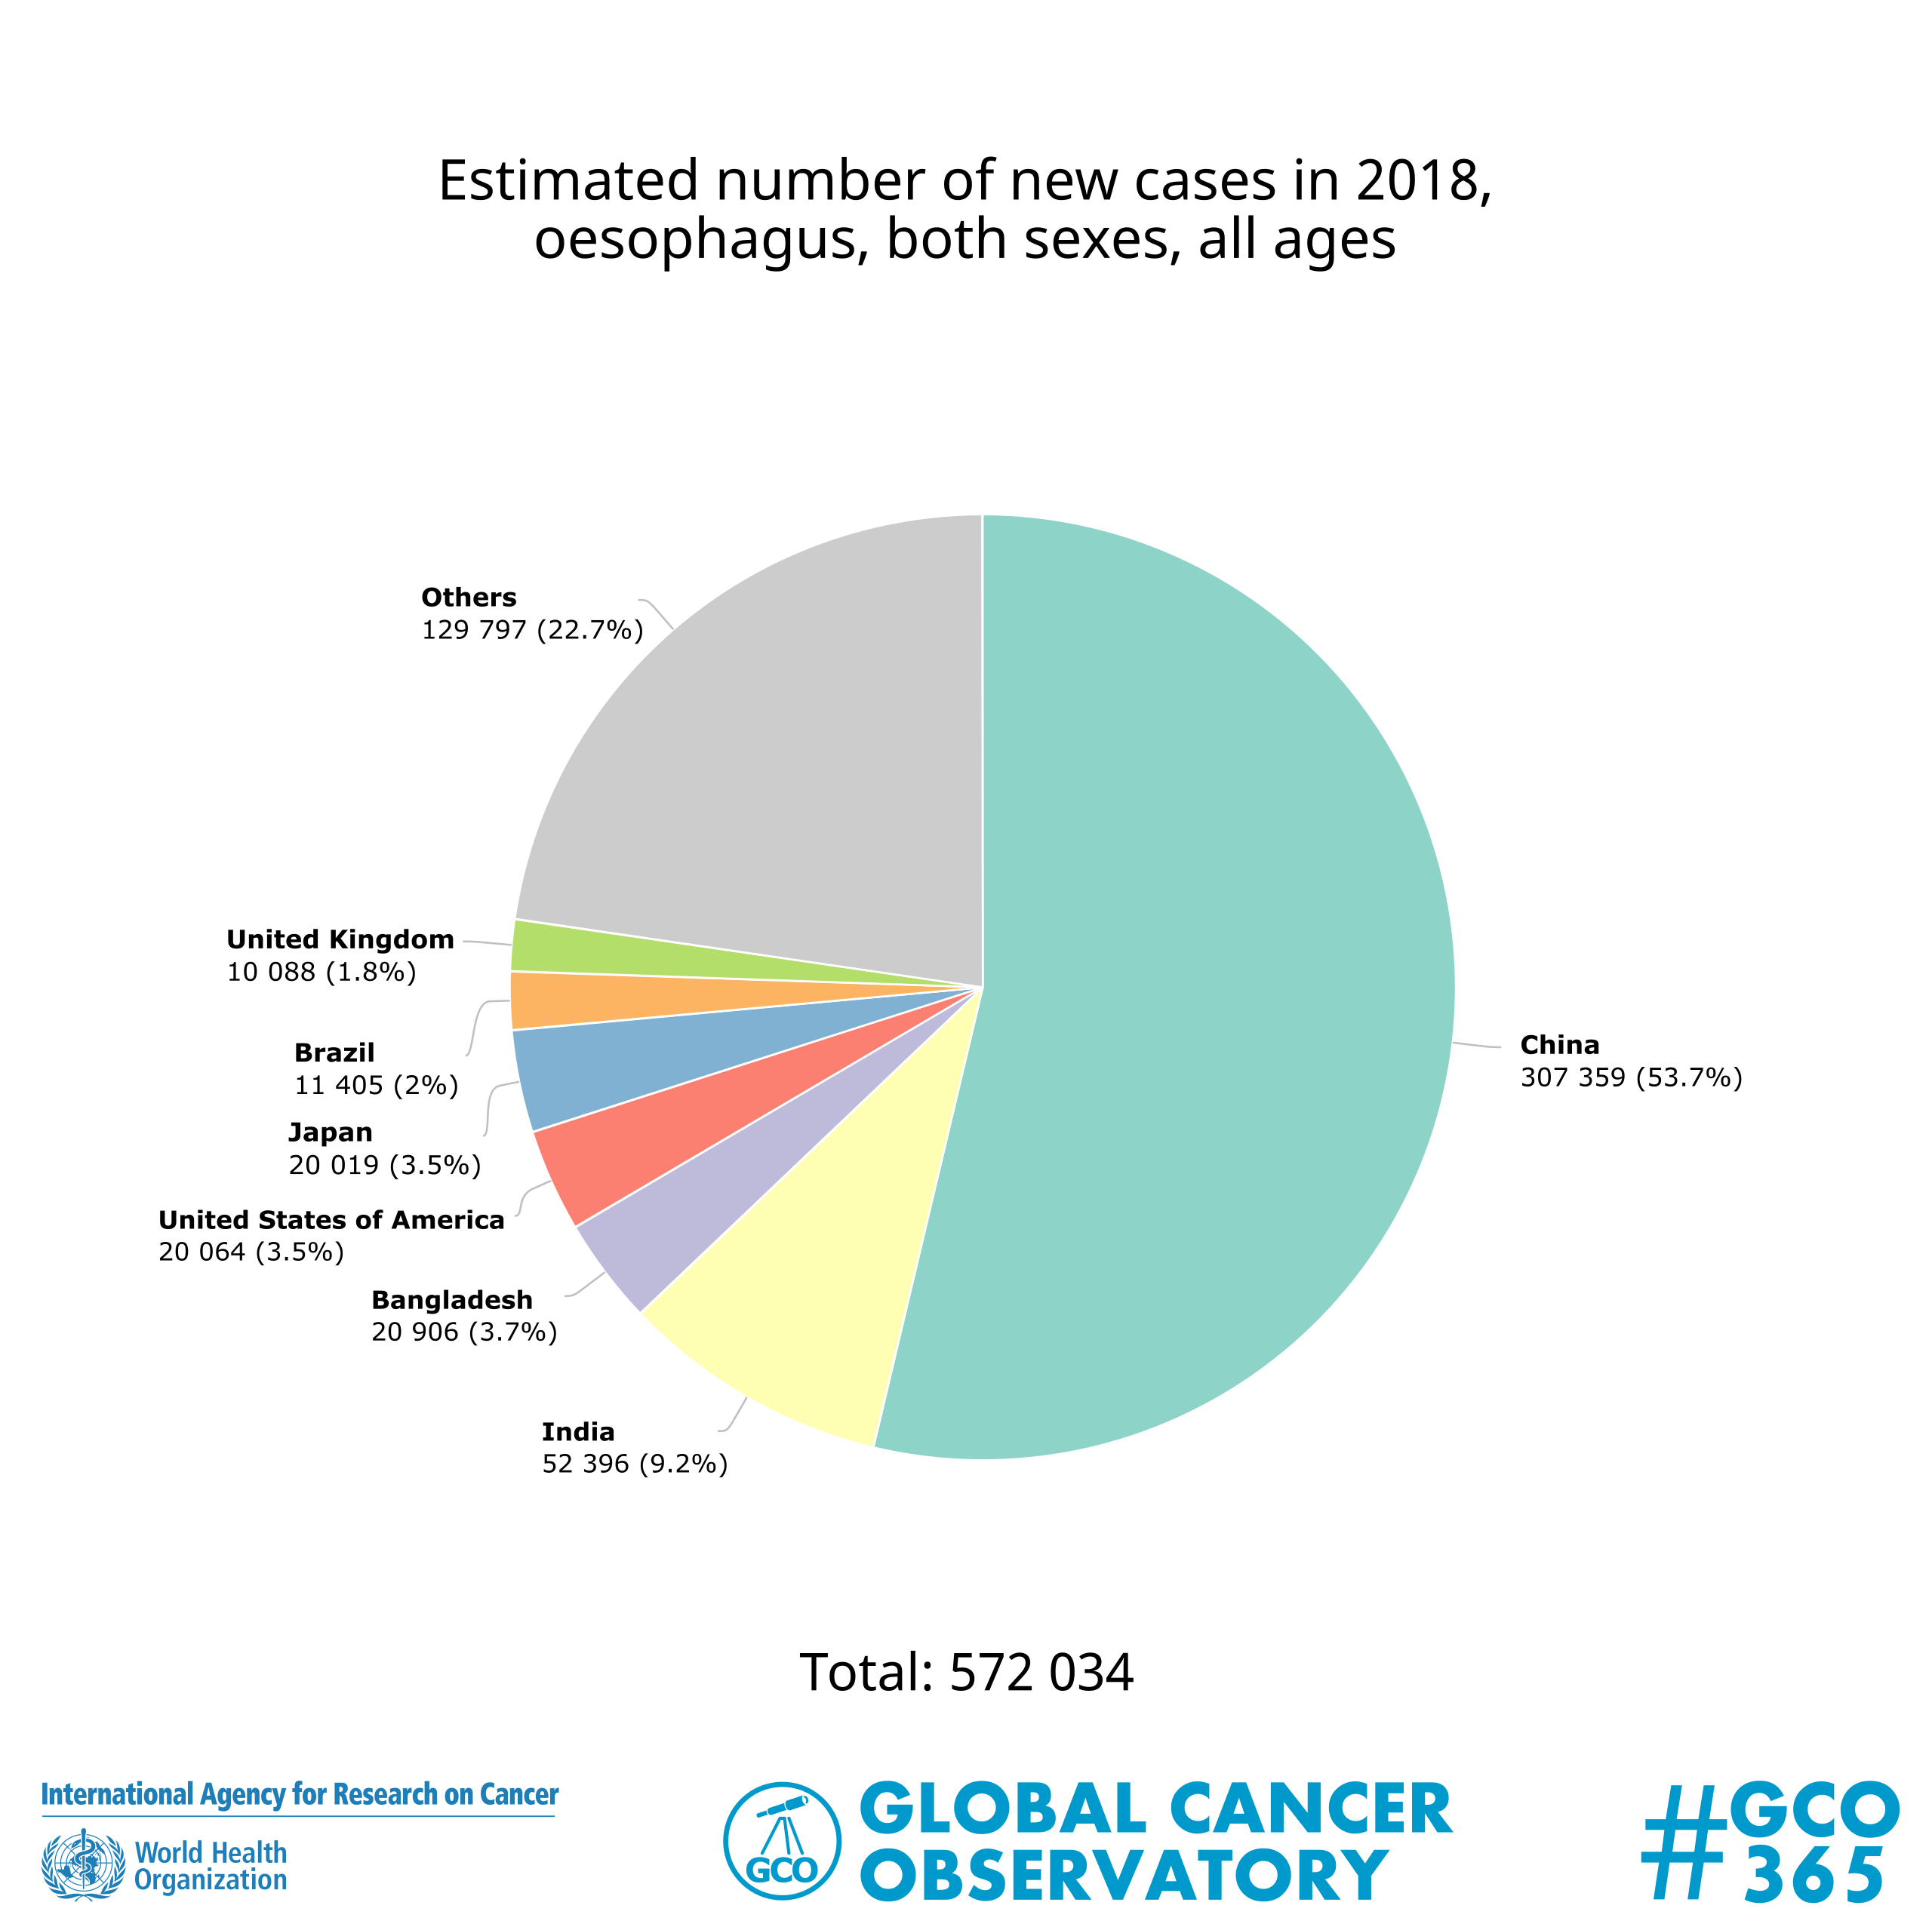 Estimated number of new cases in 2018,
oesophagus, both sexes, all ages
Others
129 797 (22.7%)
United Kingdom
10 088 (1.8%)
Brazil
11 405 (2%)
Japan
20 019 (3.5%)
United States of America
20 064 (3.5%)
Bangladesh
20 906 (3.7%)
India
52 396 (9.2%)
China
307 359 (53.7%)
Total: 572 034
International Agency for Research on Cancer
World Health
Organization
GCO
GLOBAL CANCER
OBSERVATORY
#GCO
365